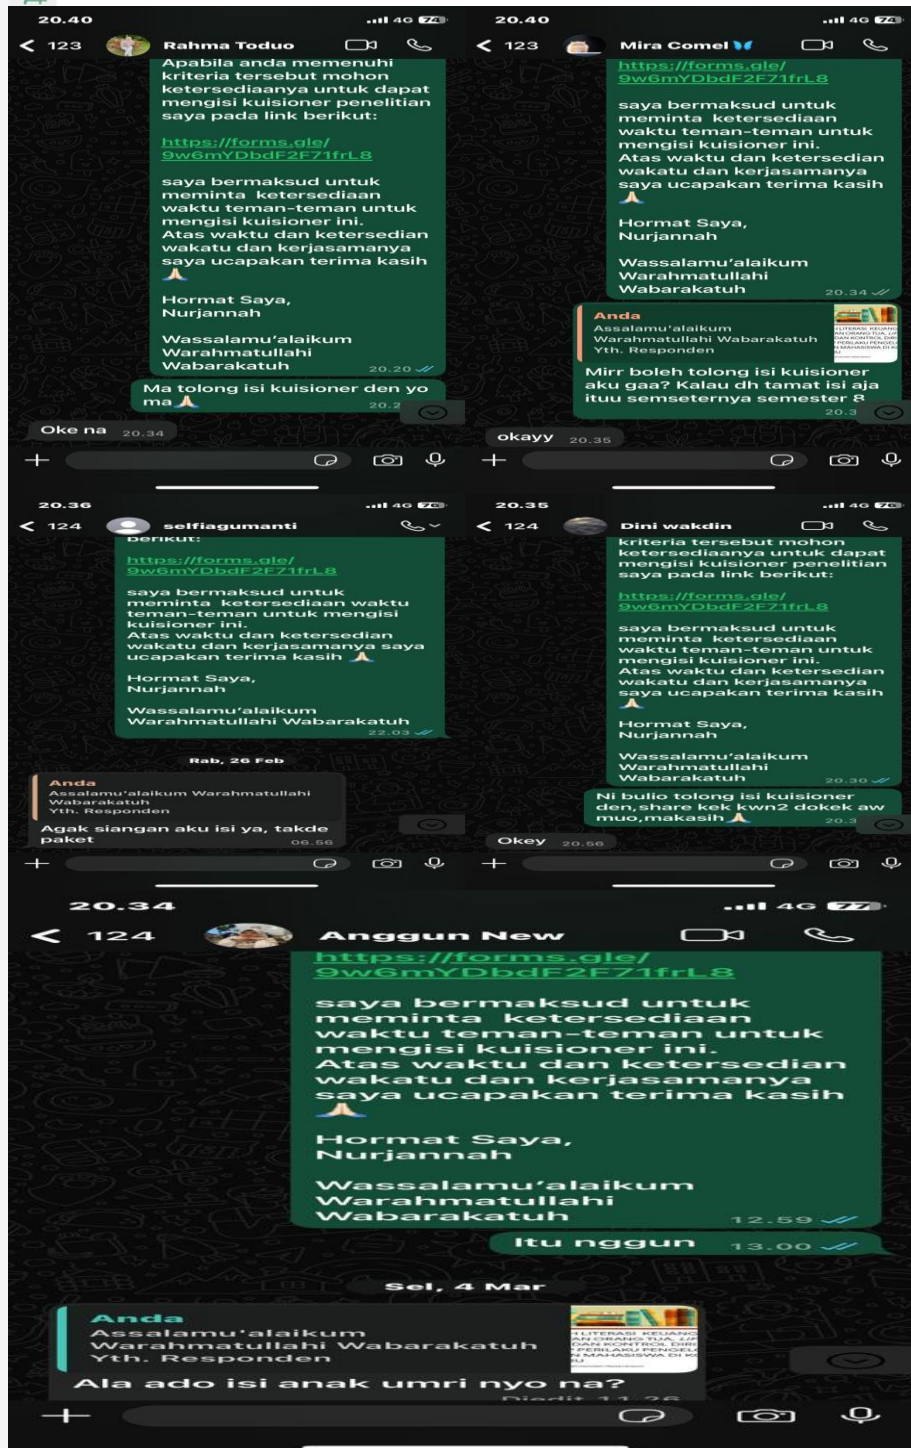 20.40
4G 74
123 Rahma Toduo
Apabila anda memenuhi
kriteria tersebut mohon
ketersediaanya untuk dapat
mengisi kuisioner penelitian
saya pada link berikut:
https://forms.gle/
9w6mYDbdF2F71frL8
saya bermaksud untuk
meminta ketersediaan
waktu teman-teman untuk
mengisi kuisioner ini.
Atas waktu dan ketersedian
wakatu dan kerjasamanya
saya ucapakan terima kasih
🙏🏻
Hormat Saya,
Nurjannah
Wassalamu'alaikum
Warahmatullahi
Wabarakatuh
20.20
Ma tolong isi kuisioner den yo
ma🙏🏻
Oke na 20.34
20.40
4G
123 Mira Comel🦋
https://forms.gle/
9w6mYDbdF2F71frL8
saya bermaksud untuk
meminta ketersediaan
waktu teman-teman untuk
mengisi kuisioner ini.
Atas waktu dan ketersedian
wakatu dan kerjasamanya
saya ucapakan terima kasih
🙏🏻
Hormat Saya,
Nurjannah
Wassalamu'alaikum
Warahmatullahi
Wabarakatuh
20.34
Anda
Assalamu'alaikum
Warahmatullahi Wabarakatuh
Yth. Responden
Mirr boleh tolong isi kuisioner
aku gaa? Kalau dh tamat isi aja
ituu semseternya semester 8
okayy 20.35
20.36
4G
124 selfiagumanti
berikut:
https://forms.gle/
9w6mYDbdF2F71frL8
saya bermaksud untuk
meminta ketersediaan waktu
teman-teman untuk mengisi
kuisioner ini.
Atas waktu dan ketersedian
wakatu dan kerjasamanya saya
ucapakan terima kasih 🙏🏻
Hormat Saya,
Nurjannah
Wassalamu'alaikum
Warahmatullahi Wabarakatuh
22.03
Rab, 26 Feb
Anda
Assalamu'alaikum Warahmatullahi
Wabarakatuh
Yth. Responden
Agak siangan aku isi ya, takde
paket 06.56
20.35
4G
124 Dini wakdin
kriteria tersebut mohon
ketersediaanya untuk dapat
mengisi kuisioner penelitian
saya pada link berikut:
https://forms.gle/
9w6mYDbdF2F71frL8
saya bermaksud untuk
meminta ketersediaan
waktu teman-teman untuk
mengisi kuisioner ini.
Atas waktu dan ketersedian
wakatu dan kerjasamanya
saya ucapakan terima kasih
🙏🏻
Hormat Saya,
Nurjannah
Wassalamu'alaikum
Warahmatullahi
Wabarakatuh
20.30
Ni bulio tolong isi kuisioner
den,share kek kwn2 dokek aw
muo,makasih🙏🏻
Okey 20.56
20.34
4G 77
124 Anggun New
https://forms.gle/
9w6mYDbdF2F71frL8
saya bermaksud untuk
meminta ketersediaan
waktu teman-teman untuk
mengisi kuisioner ini.
Atas waktu dan ketersedian
wakatu dan kerjasamanya
saya ucapakan terima kasih
🙏🏻
Hormat Saya,
Nurjannah
Wassalamu'alaikum
Warahmatullahi
Wabarakatuh
12.59
Itu nggun 13.00
Sel, 4 Mar
Anda
Assalamu'alaikum
Warahmatullahi Wabarakatuh
Yth. Responden
Ala ado isi anak umri nyo na?
Diedit 11.26